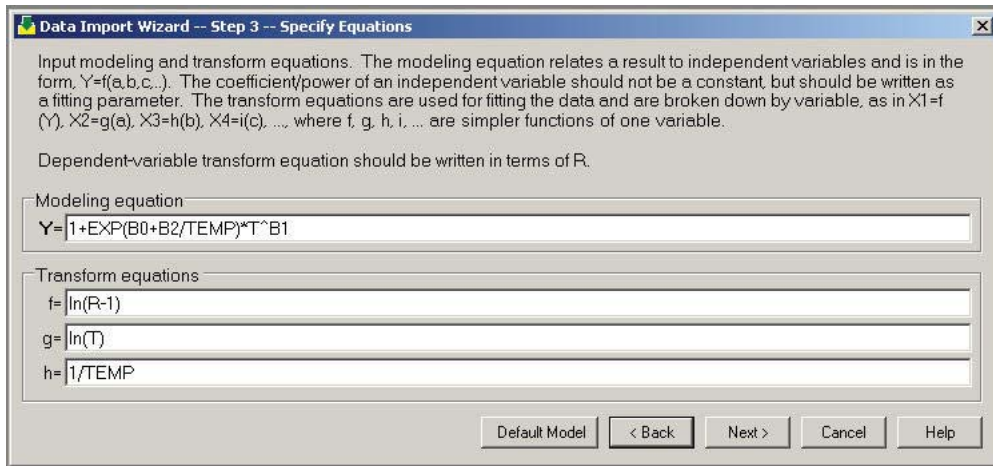 Data Import Wizard -- Step 3 -- Specify Equations
Input modeling and transform equations. The modeling equation relates a result to independent variables and is in the
form, Y=f(a,b,c,..). The coefficient/power of an independent variable should not be a constant, but should be written as
a fitting parameter. The transform equations are used for fitting the data and are broken down by variable, as in X1=f
(Y), X2=g(a), X3=h(b), X4=i(c), ..., where f, g, h, i, ... are simpler functions of one variable.
Dependent-variable transform equation should be written in terms of R.
Modeling equation
Y= 1+EXP(B0+B2/TEMP)*T^B1
Transform equations
f= ln(R-1)
g= ln(T)
h= 1/TEMP
Default Model < Back Next > Cancel Help